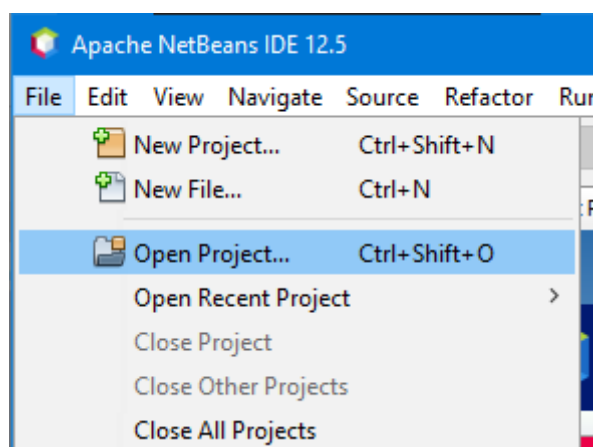 Apache NetBeans IDE 12.5
File Edit View Navigate Source Refactor
New Project... Ctrl+Shift+N
New File... Ctrl+N
Open Project... Ctrl+Shift+O
Open Recent Project
Close Project
Close Other Projects
Close All Projects